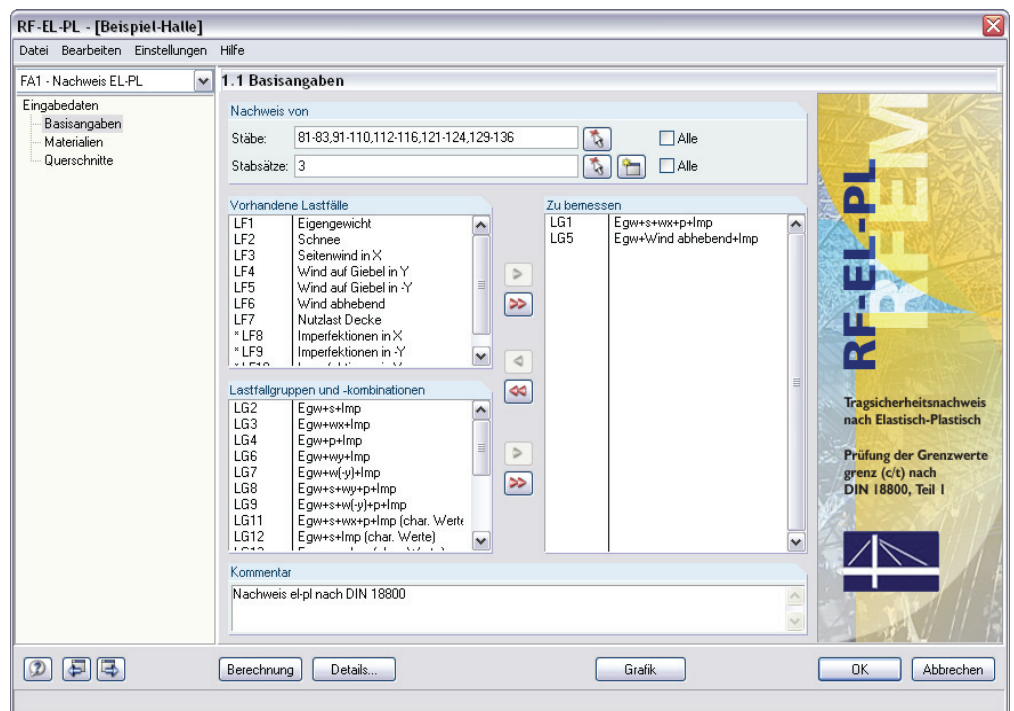 RF-EL-PL - [Beispiel-Halle]
Datei Bearbeiten Einstellungen Hilfe
FA1 - Nachweis EL-PL
1.1 Basisangaben
Eingabedaten
Basisangaben
Materialien
Querschnitte
Nachweis von
Stäbe: 81-83,91-110,112-116,121-124,129-136 Alle
Stabsätze: 3 Alle
Vorhandene Lastfälle
LF1 Eigengewicht
LF2 Schnee
LF3 Seitenwind in X
LF4 Wind auf Giebel in Y
LF5 Wind auf Giebel in -Y
LF6 Wind abhebend
LF7 Nutzlast Decke
* LF8 Imperfektionen in X
* LF9 Imperfektionen in -Y
Zu bemessen
LG1 Egw+s+wx+p+Imp
LG5 Egw+Wind abhebend+Imp
Lastfallgruppen und -kombinationen
LG2 Egw+s+Imp
LG3 Egw+wx+Imp
LG4 Egw+p+Imp
LG6 Egw+wy+Imp
LG7 Egw+w(-y)+Imp
LG8 Egw+s+wy+p+Imp
LG9 Egw+s+w(-y)+p+Imp
LG11 Egw+s+wx+p+Imp (char. Werte
LG12 Egw+s+Imp (char. Werte)
Kommentar
Nachweis el-pl nach DIN 18800
RF-EL-PL
RFEM
Tragsicherheitsnachweis
nach Elastisch-Plastisch
Prüfung der Grenzwerte
grenz (c/t) nach
DIN 18800, Teil 1
Berechnung Details... Grafik OK Abbrechen